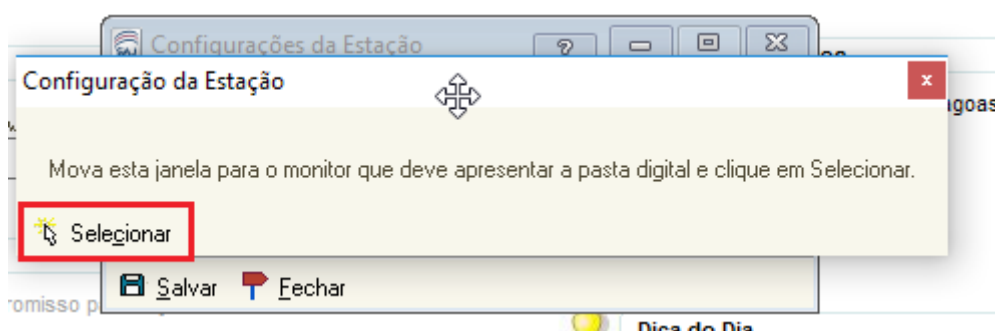 Configurações da Estação
Configuração da Estação
x
Mova esta janela para o monitor que deve apresentar a pasta digital e clique em Selecionar.
Selecionar
Salvar Fechar
Dica do Dia